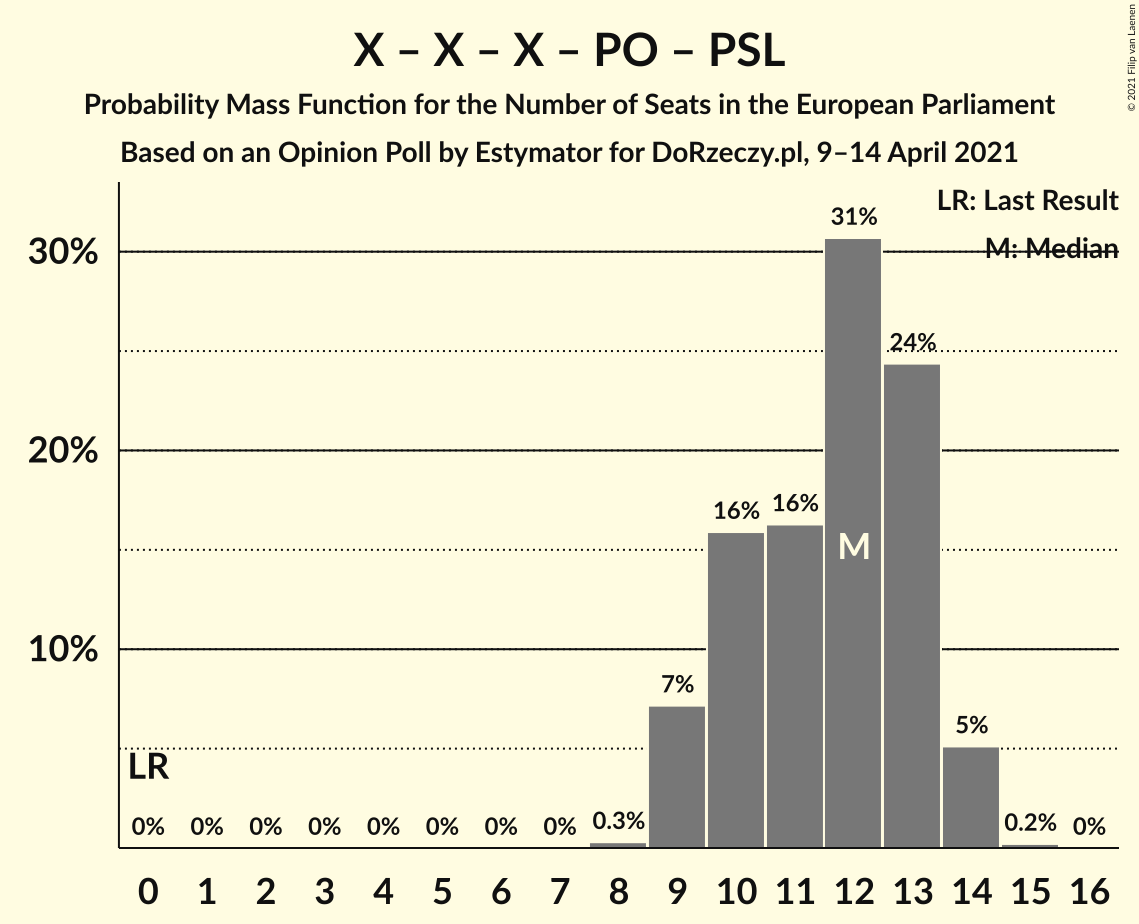 X – X – X – PO – PSL
Probability Mass Function for the Number of Seats in the European Parliament
Based on an Opinion Poll by Estymator for DoRzeczy.pl, 9–14 April 2021
© 2021 Filip van Laenen
LR: Last Result
M: Median
30%
20%
10%
31%
24%
16%
16%
M
7%
5%
LR
0%
0%
0%
0%
0%
0%
0%
0%
0.3%
0.2%
0%
0 1 2 3 4 5 6 7 8 9 10 11 12 13 14 15 16